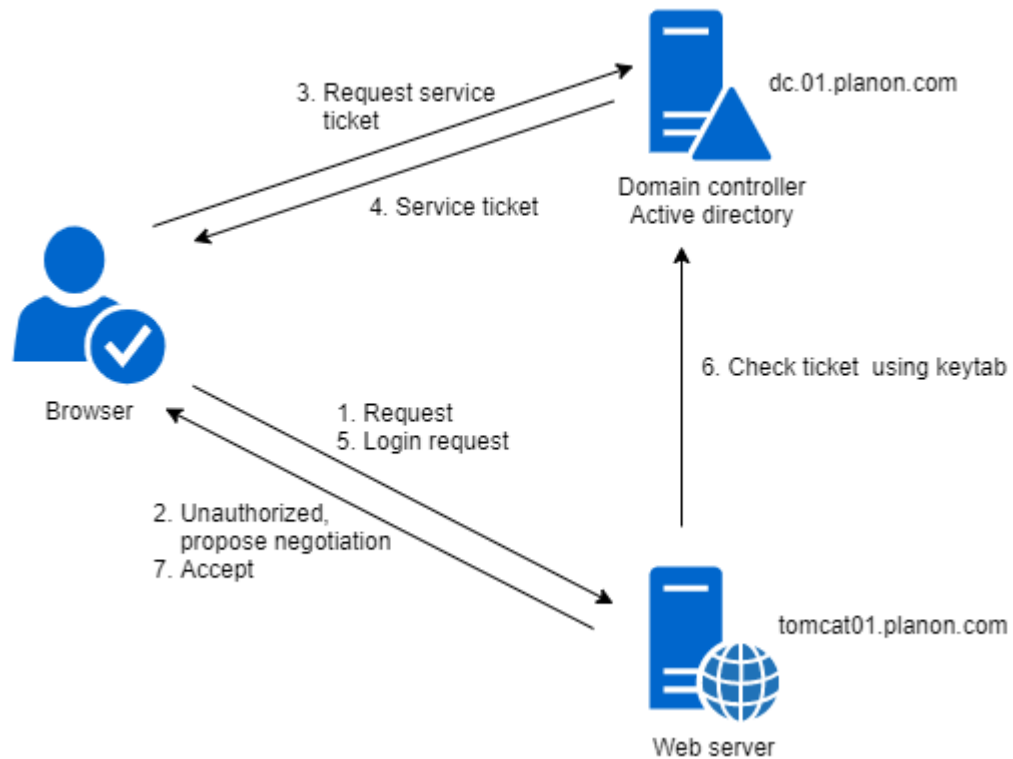 3. Request service
ticket
dc.01.planon.com
Domain controller
Active directory
4. Service ticket
6. Check ticket using keytab
Browser
1. Request
5. Login request
2. Unauthorized,
propose negotiation
7. Accept
tomcat01.planon.com
Web server